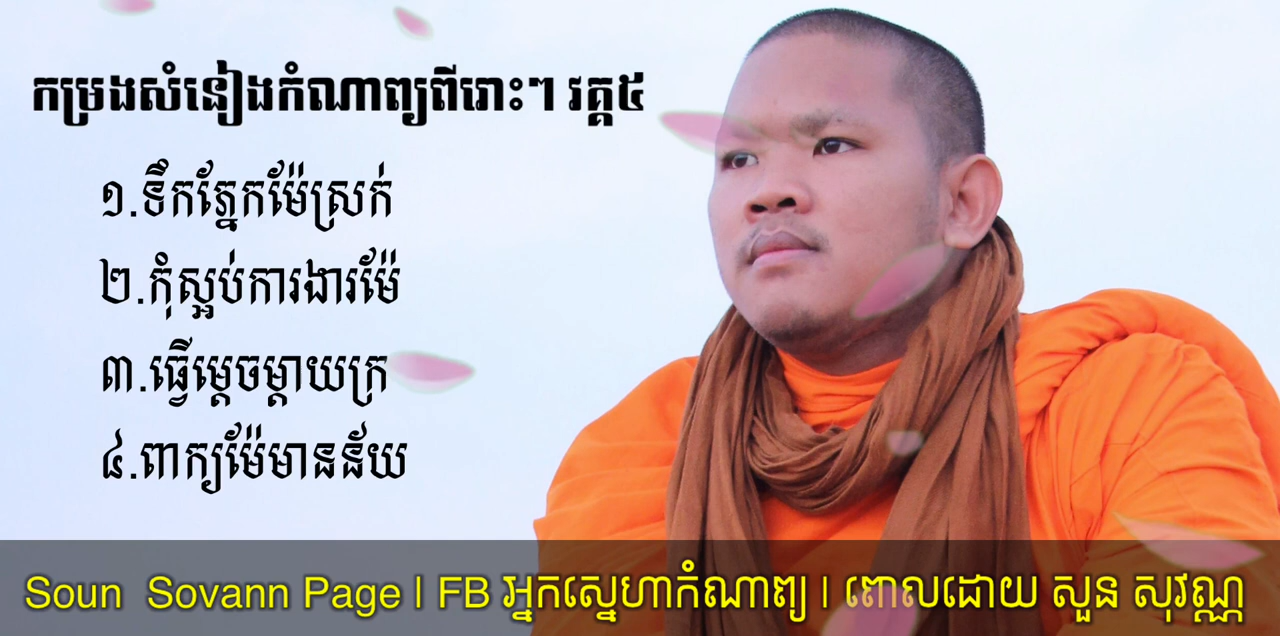 កម្រងសំនៀងកំណាព្យពីរោះៗ វគ្គ៥
១.ទឹកភ្នែកម៉ែស្រក់
២.កុំស្អប់ការងារម៉ែ
៣.ធ្វើម្ដេចម្ដាយក្រ
៤.ពាក្យម៉ែមានន័យ
Soun Sovann Page | FB អ្នកស្នេហាកំណាព្យ | ពោលដោយ សួន សុវណ្ណ